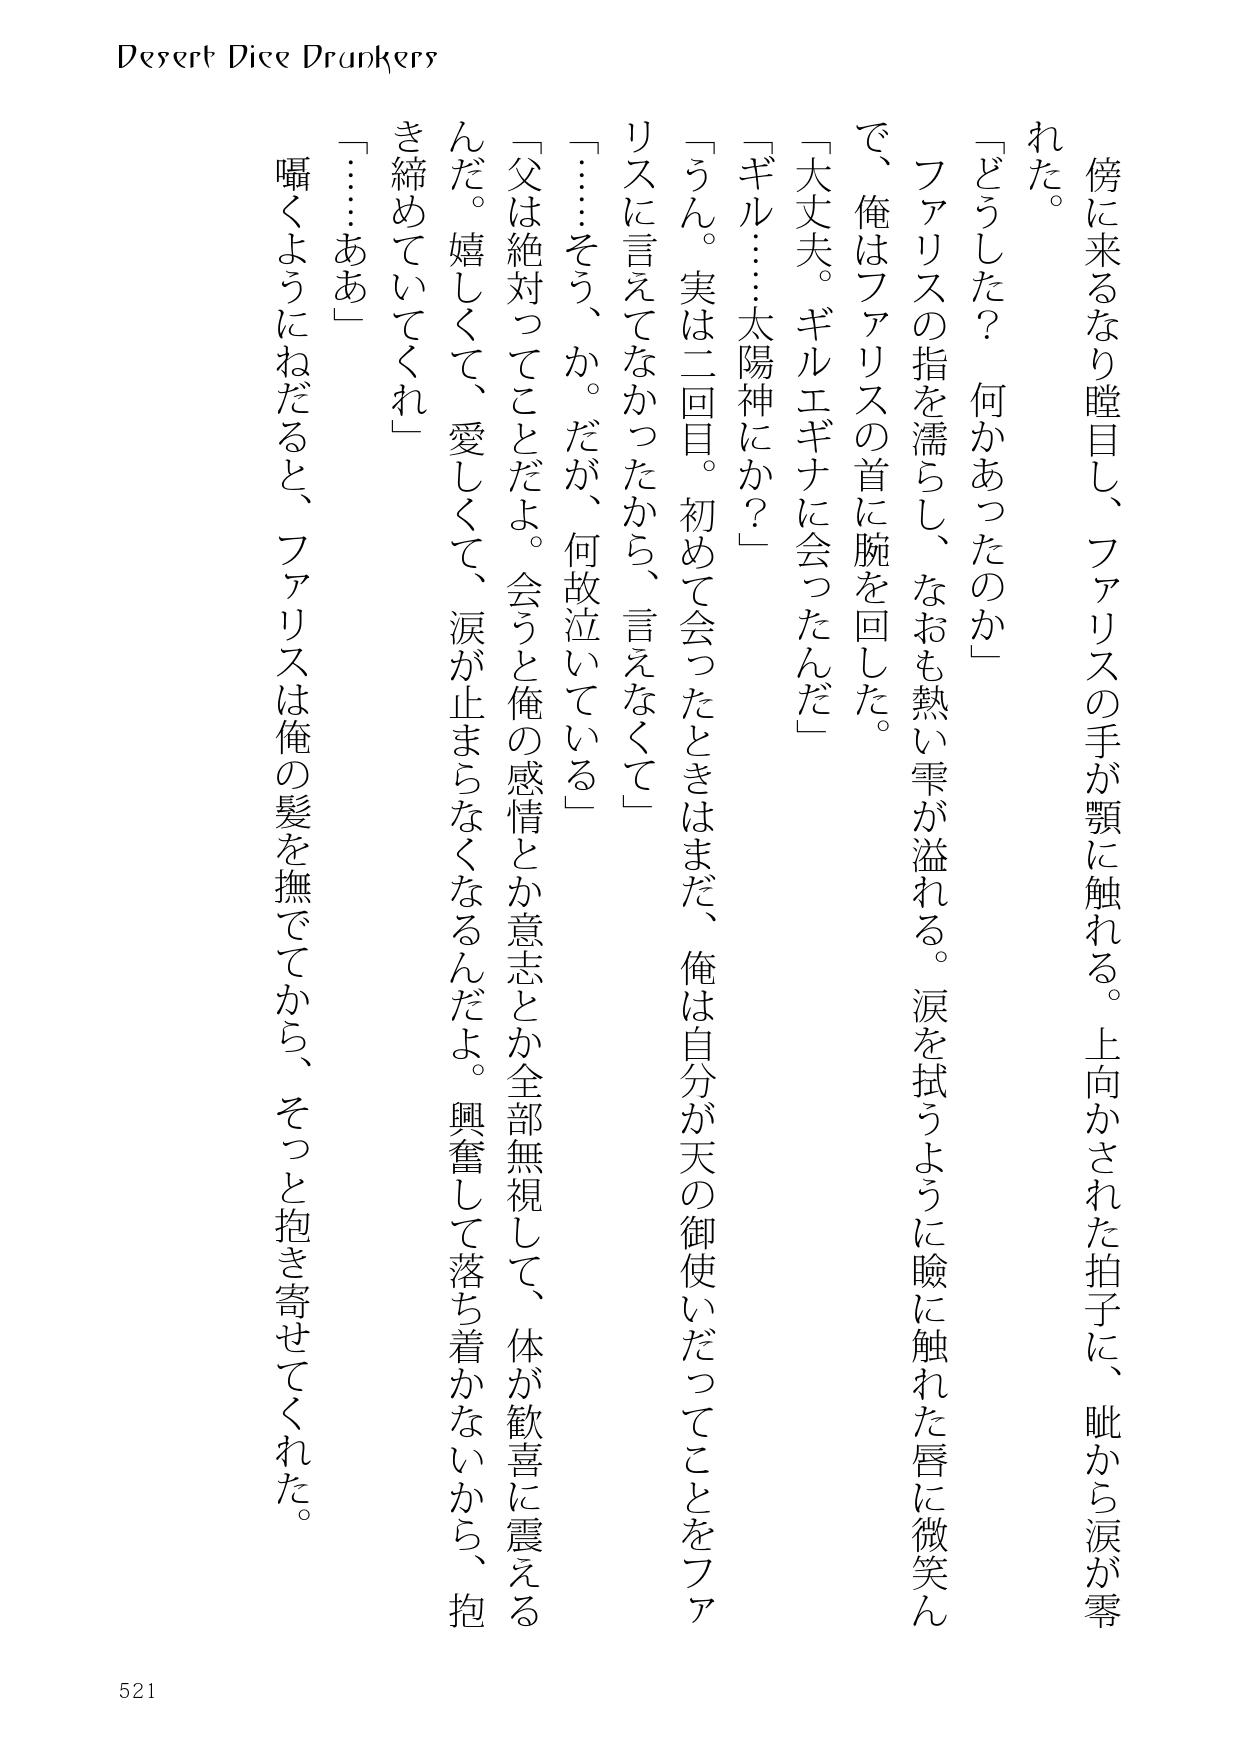 Desert Dice Drunkers
　傍に来るなり瞠目し、ファリスの手が顎に触れる。上向かされた拍子に、眦から涙が零
れた。
「どうした？　何かあったのか」
　ファリスの指を濡らし、なおも熱い雫が溢れる。涙を拭うように瞼に触れた唇に微笑ん
で、俺はファリスの首に腕を回した。
「大丈夫。ギルエギナに会ったんだ」
「ギル……太陽神にか？」
「うん。実は二回目。初めて会ったときはまだ、俺は自分が天の御使いだってことをファ
リスに言えてなかったから、言えなくて」
「……そう、か。だが、何故泣いている」
「父は絶対ってことだよ。会うと俺の感情とか意志とか全部無視して、体が歓喜に震える
んだ。嬉しくて、愛しくて、涙が止まらなくなるんだよ。興奮して落ち着かないから、抱
き締めていてくれ」
「……ああ」
　囁くようにねだると、ファリスは俺の髪を撫でてから、そっと抱き寄せてくれた。
521